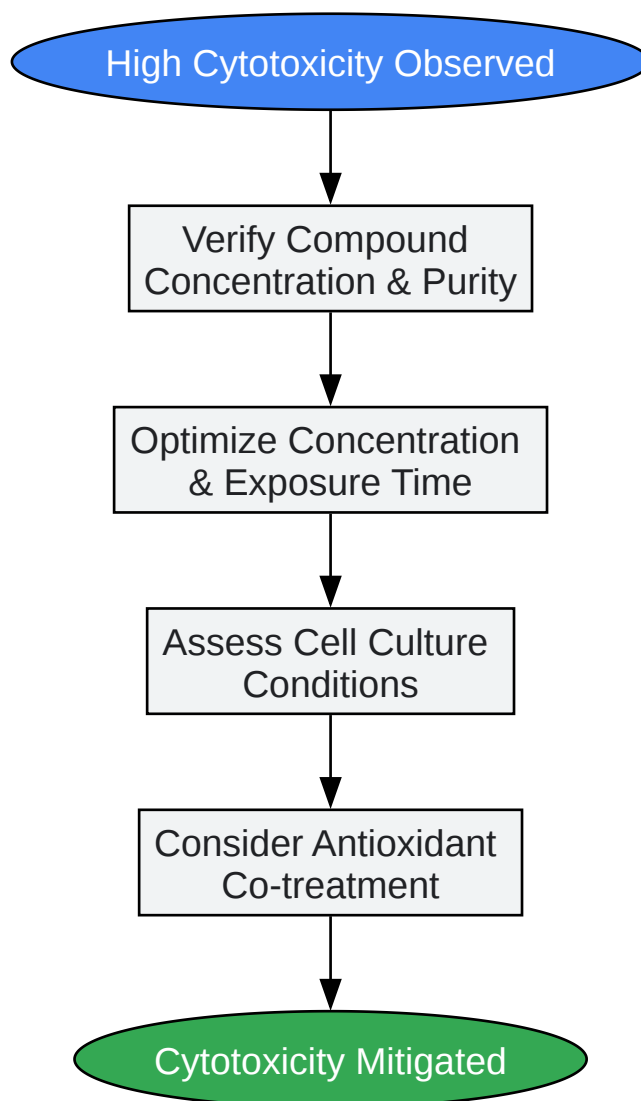 High Cytotoxicity Observed
Verify Compound
Concentration & Purity
Optimize Concentration
& Exposure Time
Assess Cell Culture
Conditions
Consider Antioxidant
Co-treatment
Cytotoxicity Mitigated